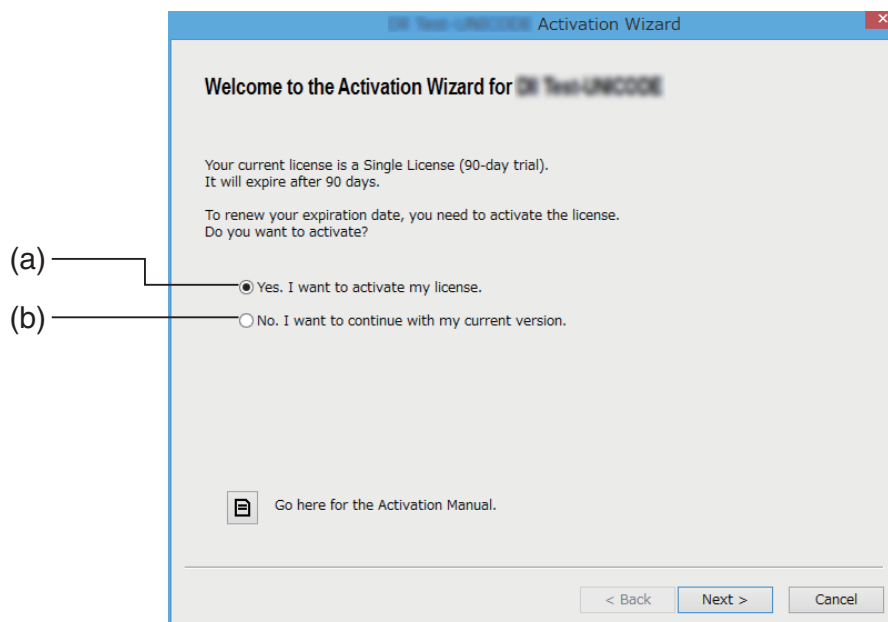 Activation Wizard
Welcome to the Activation Wizard for
Your current license is a Single License (90-day trial).
It will expire after 90 days.
To renew your expiration date, you need to activate the license.
Do you want to activate?
(a)
Yes. I want to activate my license.
(b)
No. I want to continue with my current version.
Go here for the Activation Manual.
< Back
Next >
Cancel